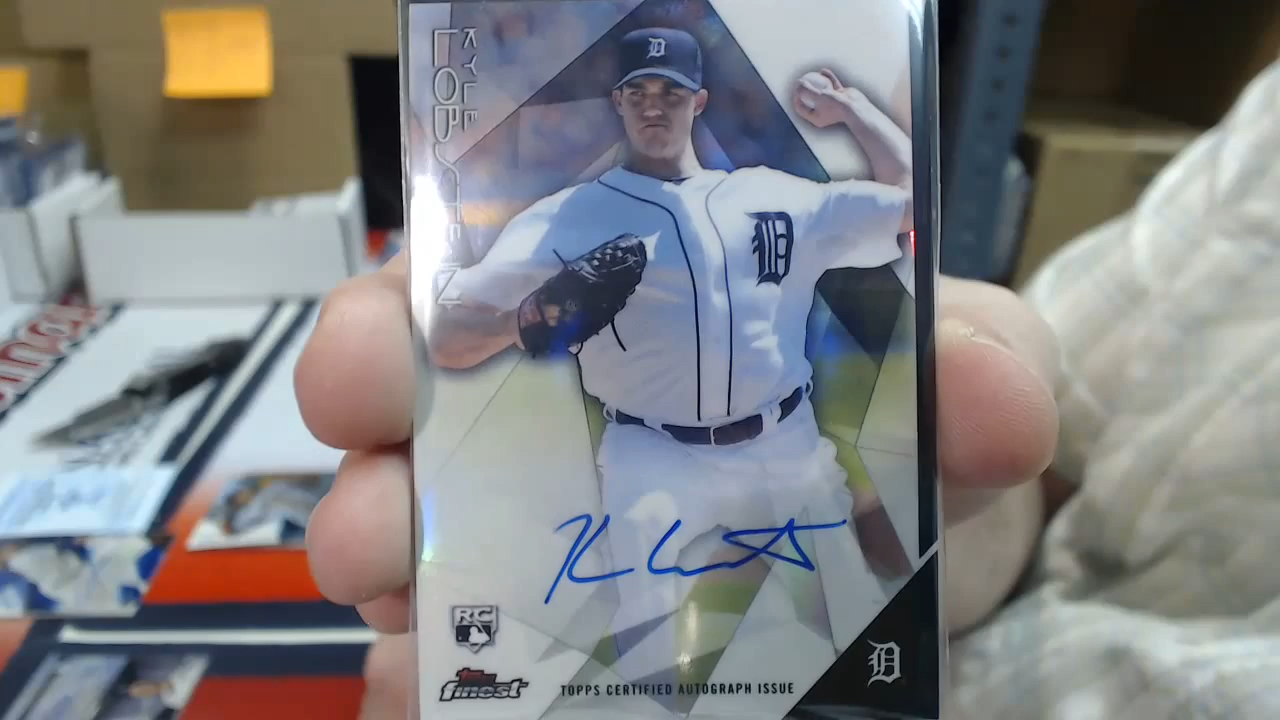 KYLE
LOBSTEIN
D
D
RC
Topps
finest
TOPPS CERTIFIED AUTOGRAPH ISSUE
D